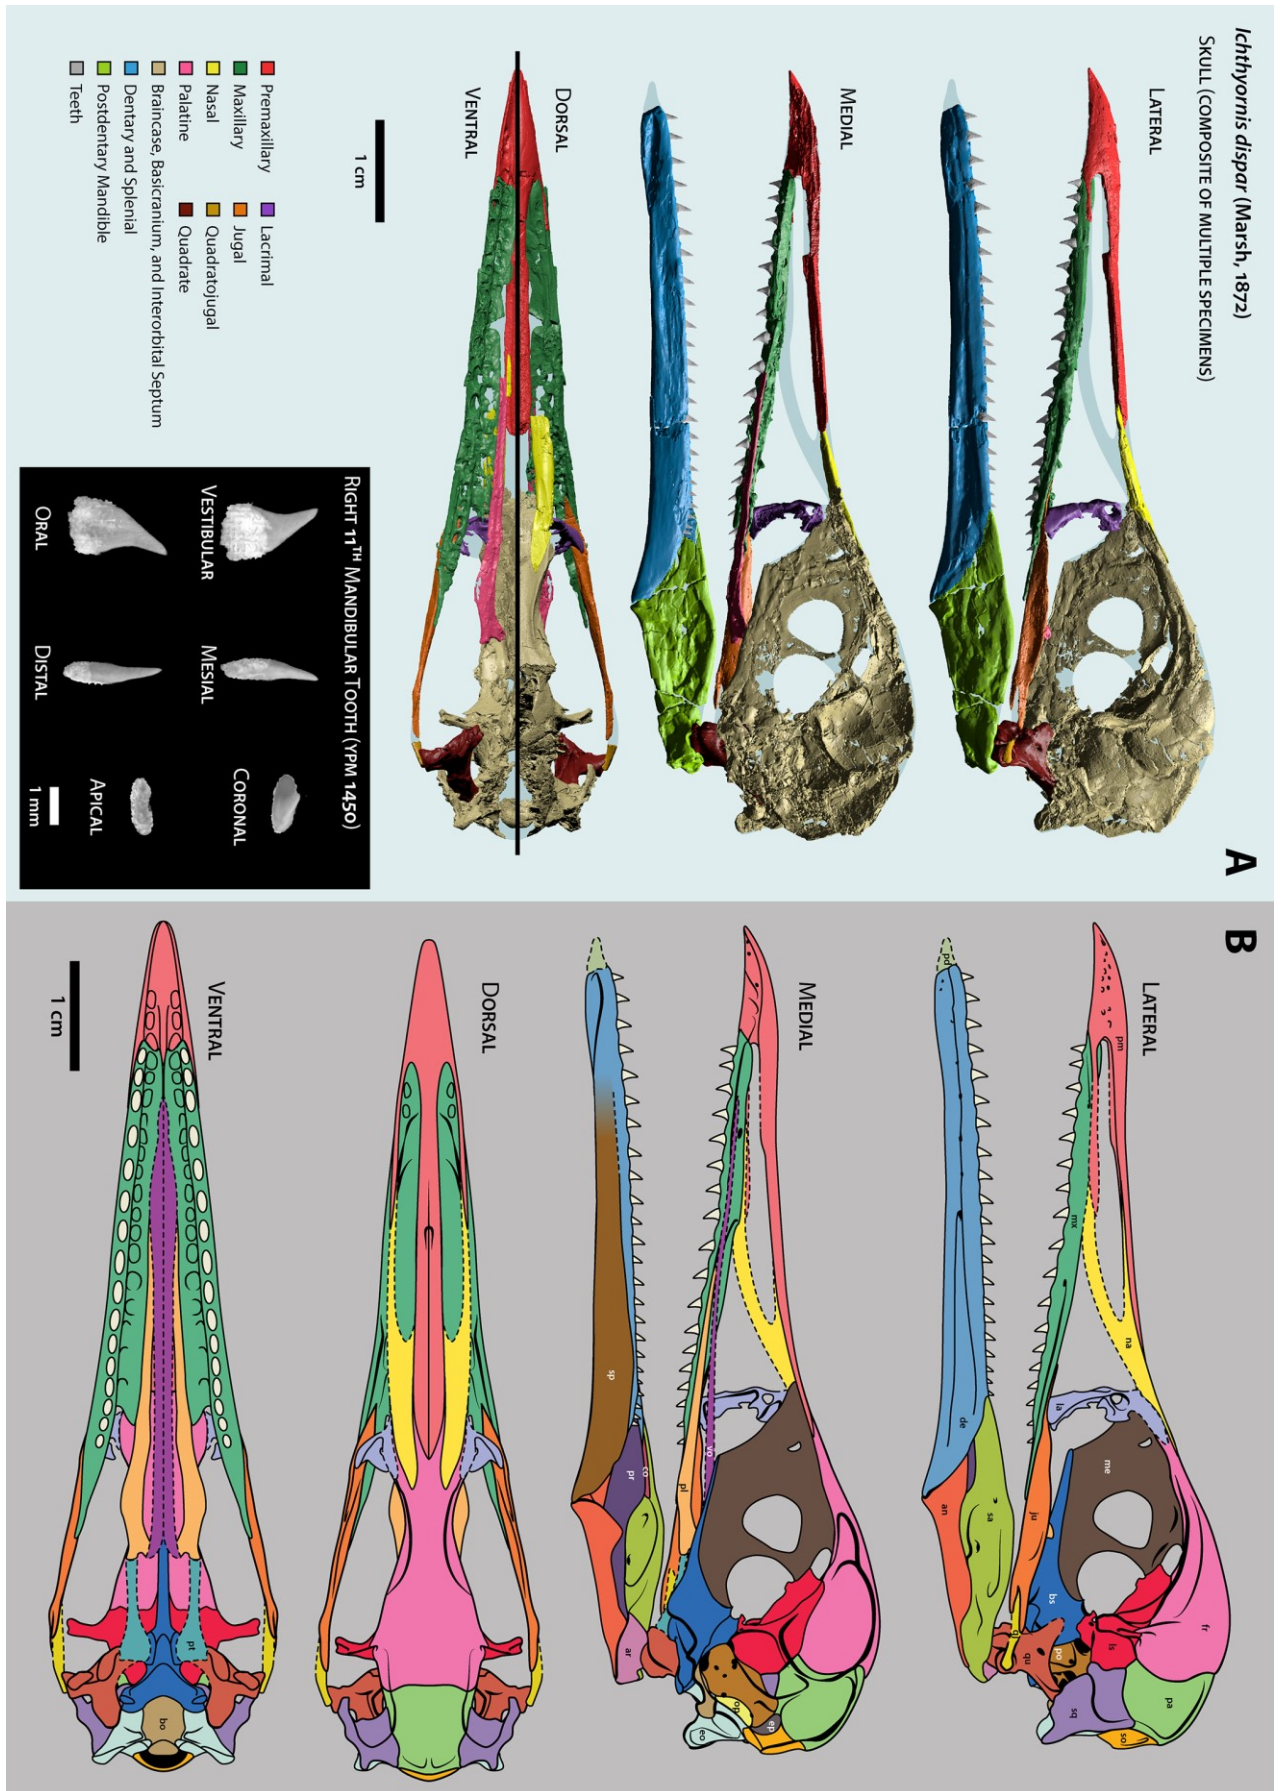 A
Ichthyornis dispar (Marsh, 1872)
Skull (composite of multiple specimens)
Lateral
Medial
Dorsal
Ventral
1 cm
Premaxillary
Maxillary
Nasal
Palatine
Braincase, Basicranium, and Interorbital Septum
Dentary and Splenial
Postdentary Mandible
Teeth
Lacrimal
Jugal
Quadratojugal
Quadrate
Right 11th Mandibular Tooth (YPM 1450)
Vestibular
Mesial
Coronal
Oral
Distal
Apical
1 mm
B
Lateral
pm
mx
na
la
me
fr
pa
so
sq
ls
po
bs
qu
ju
pd
de
sa
an
Medial
vo
pl
ep
op
eo
sp
pr
co
ar
Dorsal
Ventral
pt
bo
1 cm